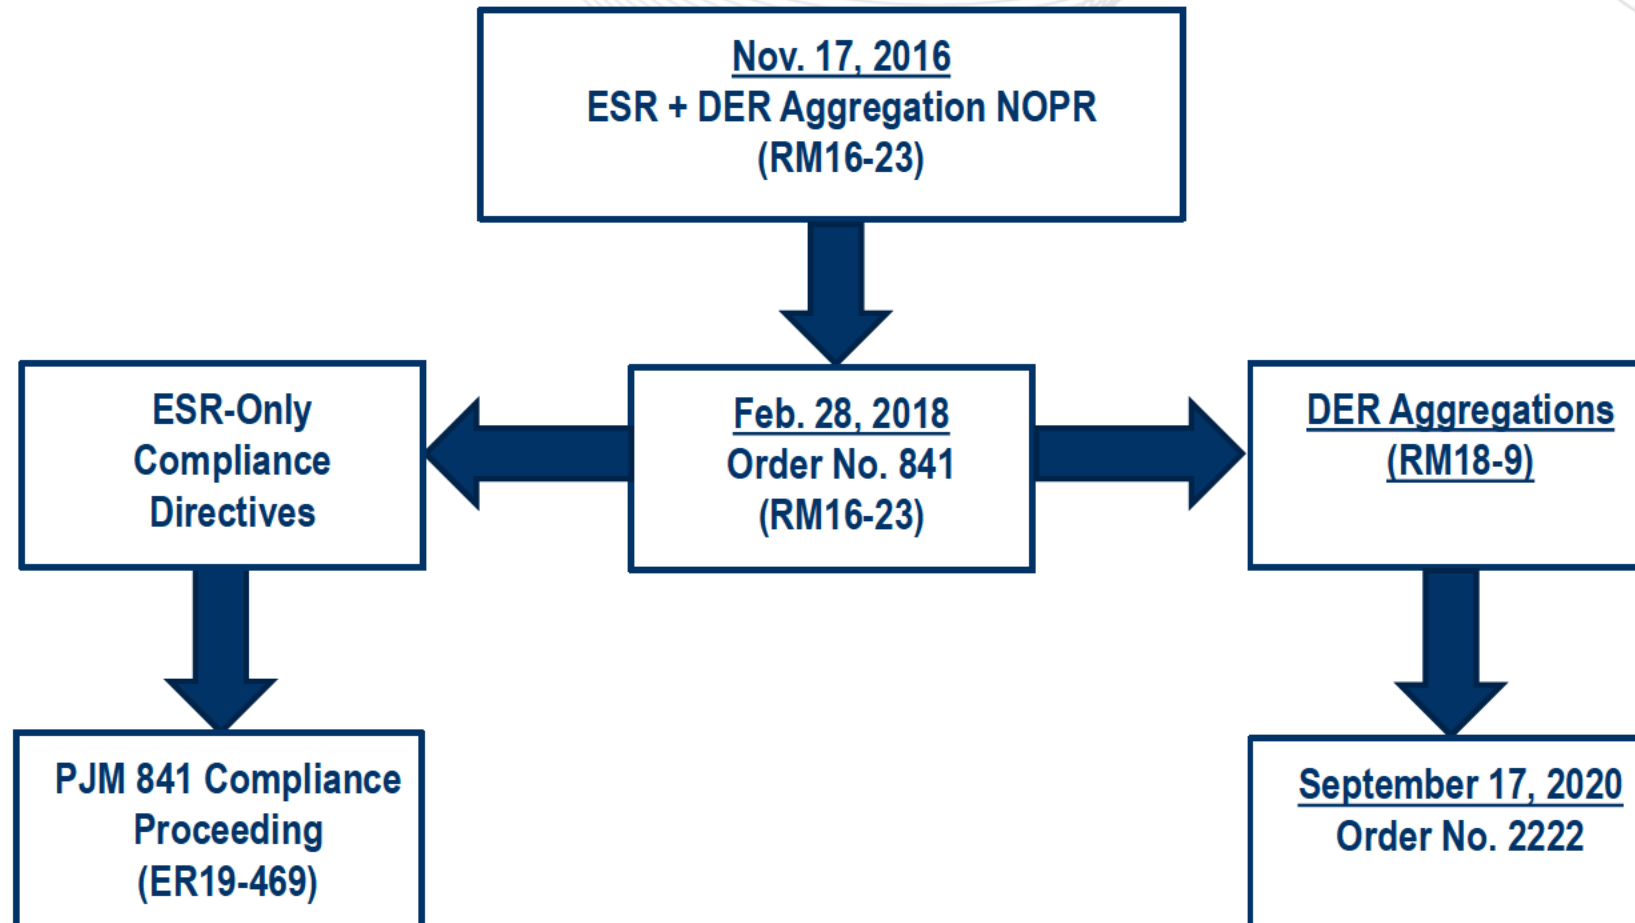 Nov. 17, 2016
ESR + DER Aggregation NOPR
(RM16-23)
ESR-Only
Compliance
Directives
Feb. 28, 2018
Order No. 841
(RM16-23)
DER Aggregations
(RM18-9)
PJM 841 Compliance
Proceeding
(ER19-469)
September 17, 2020
Order No. 2222